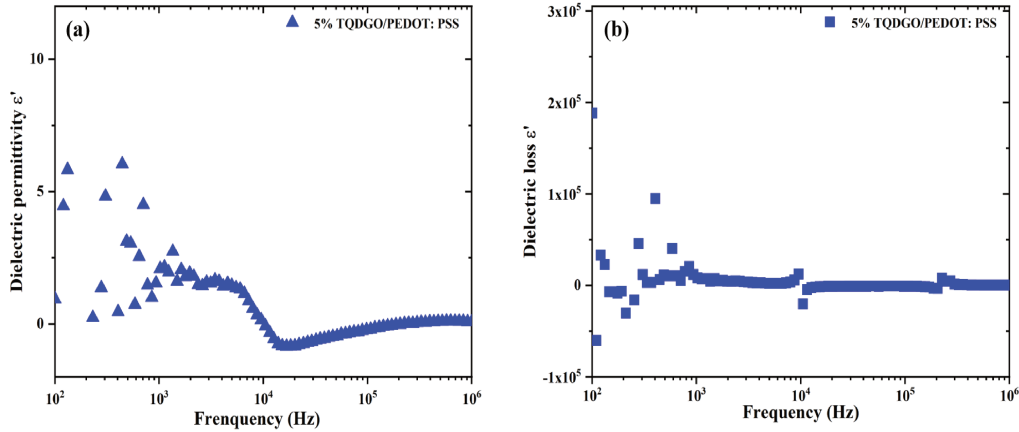 (a)
5% TQDGO/PEDOT: PSS
Dielectric permittivity ε'
10
5
0
10²
10³
10⁴
10⁵
10⁶
Frenquency (Hz)
(b)
5% TQDGO/PEDOT: PSS
Dielectric loss ε'
3x10⁵
2x10⁵
1x10⁵
0
-1x10⁵
10²
10³
10⁴
10⁵
10⁶
Frequency (Hz)